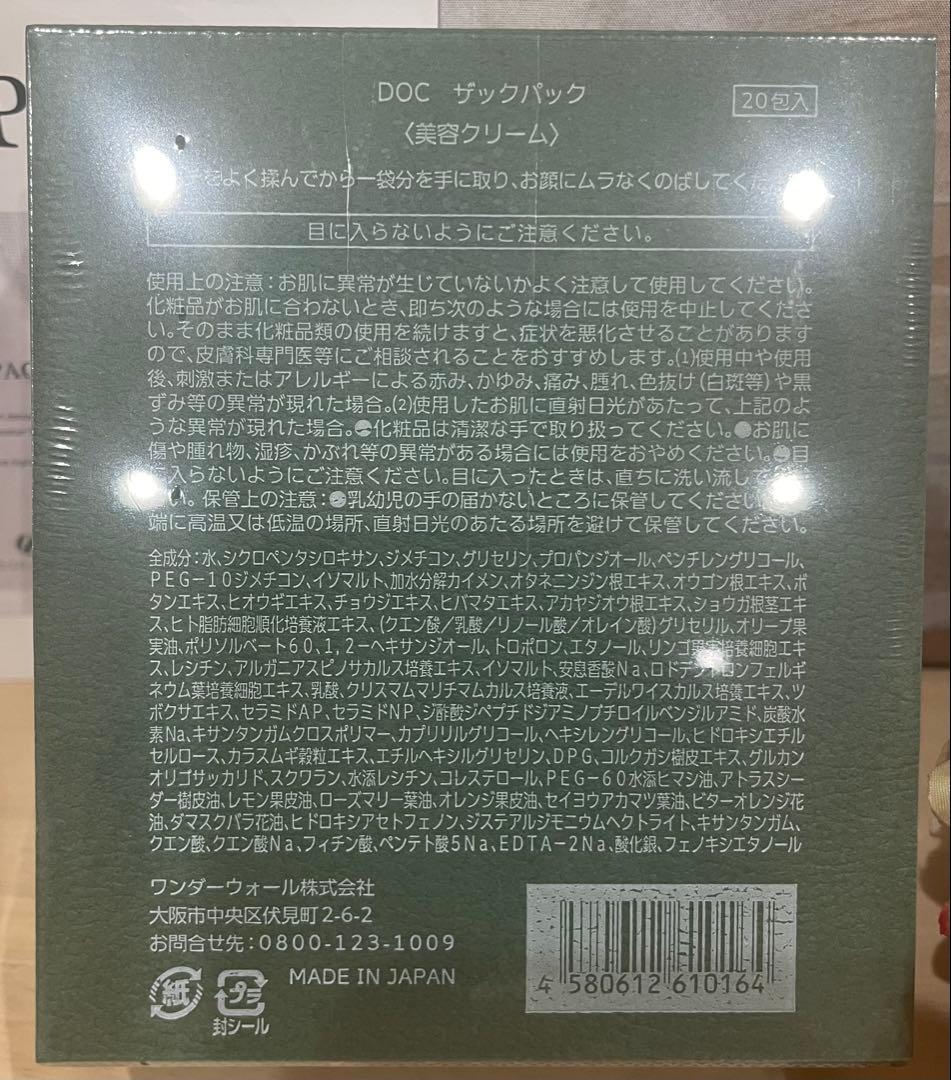 DOC ザックパック
20包入
〈美容クリーム〉
をよく揉んでから一袋分を手に取り、お顔にムラなくのばしてくだ
目に入らないようにご注意ください。
使用上の注意：お肌に異常が生じていないかよく注意して使用してください。
化粧品がお肌に合わないとき、即ち次のような場合には使用を中止してくださ
い。そのまま化粧品類の使用を続けますと、症状を悪化させることがあります
ので、皮膚科専門医等にご相談されることをおすすめします。(1)使用中や使用
後、刺激またはアレルギーによる赤み、かゆみ、痛み、腫れ、色抜け（白斑等）や黒
ずみ等の異常が現れた場合。(2)使用したお肌に直射日光があたって、上記のよ
うな異常が現れた場合。●化粧品は清潔な手で取り扱ってください。●お肌に
傷や腫れ物、湿疹、かぶれ等の異常がある場合には使用をおやめください。●目
に入らないようにご注意ください。目に入ったときは、直ちに洗い流して
い。保管上の注意：●乳幼児の手の届かないところに保管してください
端に高温又は低温の場所、直射日光のあたる場所を避けて保管してください。
全成分：水、シクロペンタシロキサン、ジメチコン、グリセリン、プロパンジオール、ペンチレングリコール、
PEG-10ジメチコン、イソマルト、加水分解カイメン、オタネニンジン根エキス、オウゴン根エキス、ボ
タンエキス、ヒオウギエキス、チョウジエキス、ヒバマタエキス、アカヤジオウ根エキス、ショウガ根茎エキ
ス、ヒト脂肪細胞順化培養液エキス、（クエン酸／乳酸／リノール酸／オレイン酸）グリセリル、オリーブ果
実油、ポリソルベート60、1,2-ヘキサンジオール、トロポロン、エタノール、リンゴ果実培養細胞エキ
ス、レシチン、アルガニアスピノサカルス培養エキス、イソマルト、安息香酸Na、ロドデンドロンフェルギ
ネウム葉培養細胞エキス、乳酸、クリスマムマリチマムカルス培養液、エーデルワイスカルス培養エキス、ツ
ボクサエキス、セラミドAP、セラミドNP、ジ酢酸ジペプチドジアミノブチロイルベンジルアミド、炭酸水
素Na、キサンタンガムクロスポリマー、カプリリルグリコール、ヘキシレングリコール、ヒドロキシエチル
セルロース、カラスムギ穀粒エキス、エチルヘキシルグリセリン、DPG、コルクガシ樹皮エキス、グルカン
オリゴサッカリド、スクワラン、水添レシチン、コレステロール、PEG-60水添ヒマシ油、アトラスシー
ダー樹皮油、レモン果皮油、ローズマリー葉油、オレンジ果皮油、セイヨウアカマツ葉油、ビターオレンジ花
油、ダマスクバラ花油、ヒドロキシアセトフェノン、ジステアルジモニウムヘクトライト、キサンタンガム、
クエン酸、クエン酸Na、フィチン酸、ペンテト酸5Na、EDTA-2Na、酸化銀、フェノキシエタノール
ワンダーウォール株式会社
大阪市中央区伏見町2-6-2
お問合せ先：0800-123-1009
MADE IN JAPAN
紙
プラ
封シール
4 580612 610164